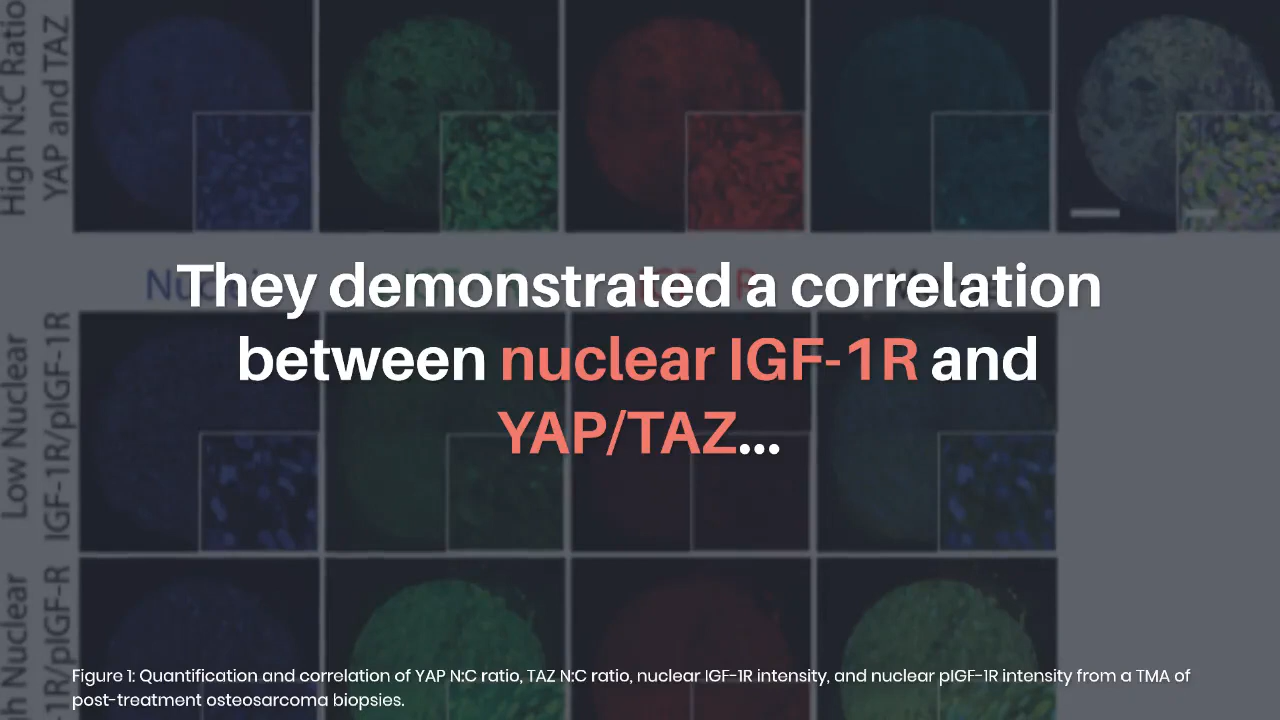 High N:C Ratio
YAP and TAZ
They demonstrated a correlation
between nuclear IGF-1R and
YAP/TAZ...
Low Nuclear
IGF-1R/pIGF-1R
Nuclear
Figure 1: Quantification and correlation of YAP N:C ratio, TAZ N:C ratio, nuclear IGF-1R intensity, and nuclear pIGF-1R intensity from a TMA of
post-treatment osteosarcoma biopsies.